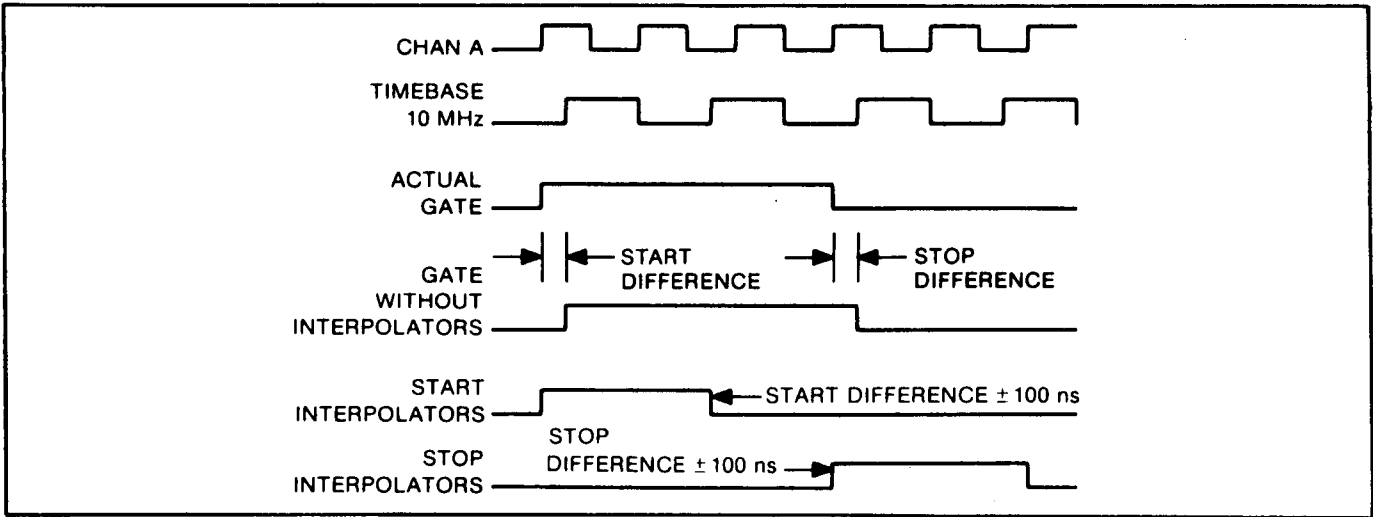 CHAN A
TIMEBASE
10 MHz
ACTUAL
GATE
START
DIFFERENCE
STOP
DIFFERENCE
GATE
WITHOUT
INTERPOLATORS
START
INTERPOLATORS
START DIFFERENCE ± 100 ns
STOP
DIFFERENCE ± 100 ns
STOP
INTERPOLATORS